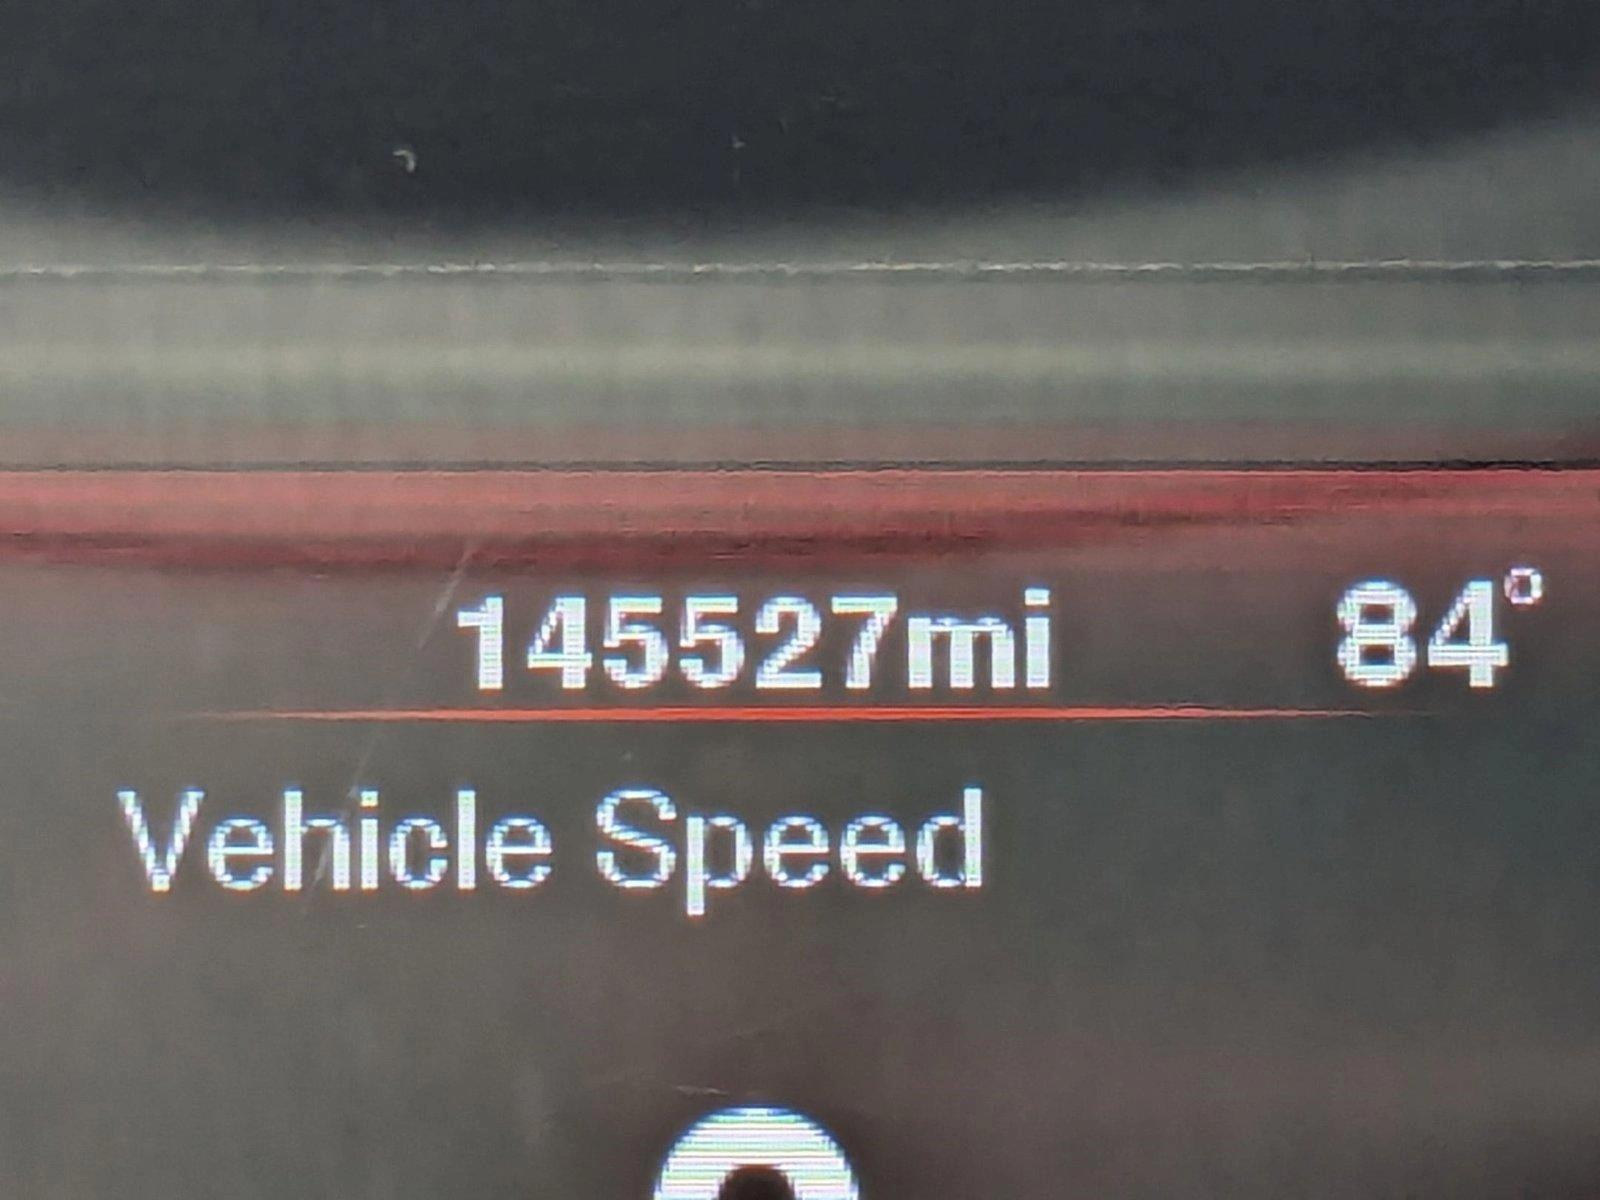 145527mi 84°
Vehicle Speed